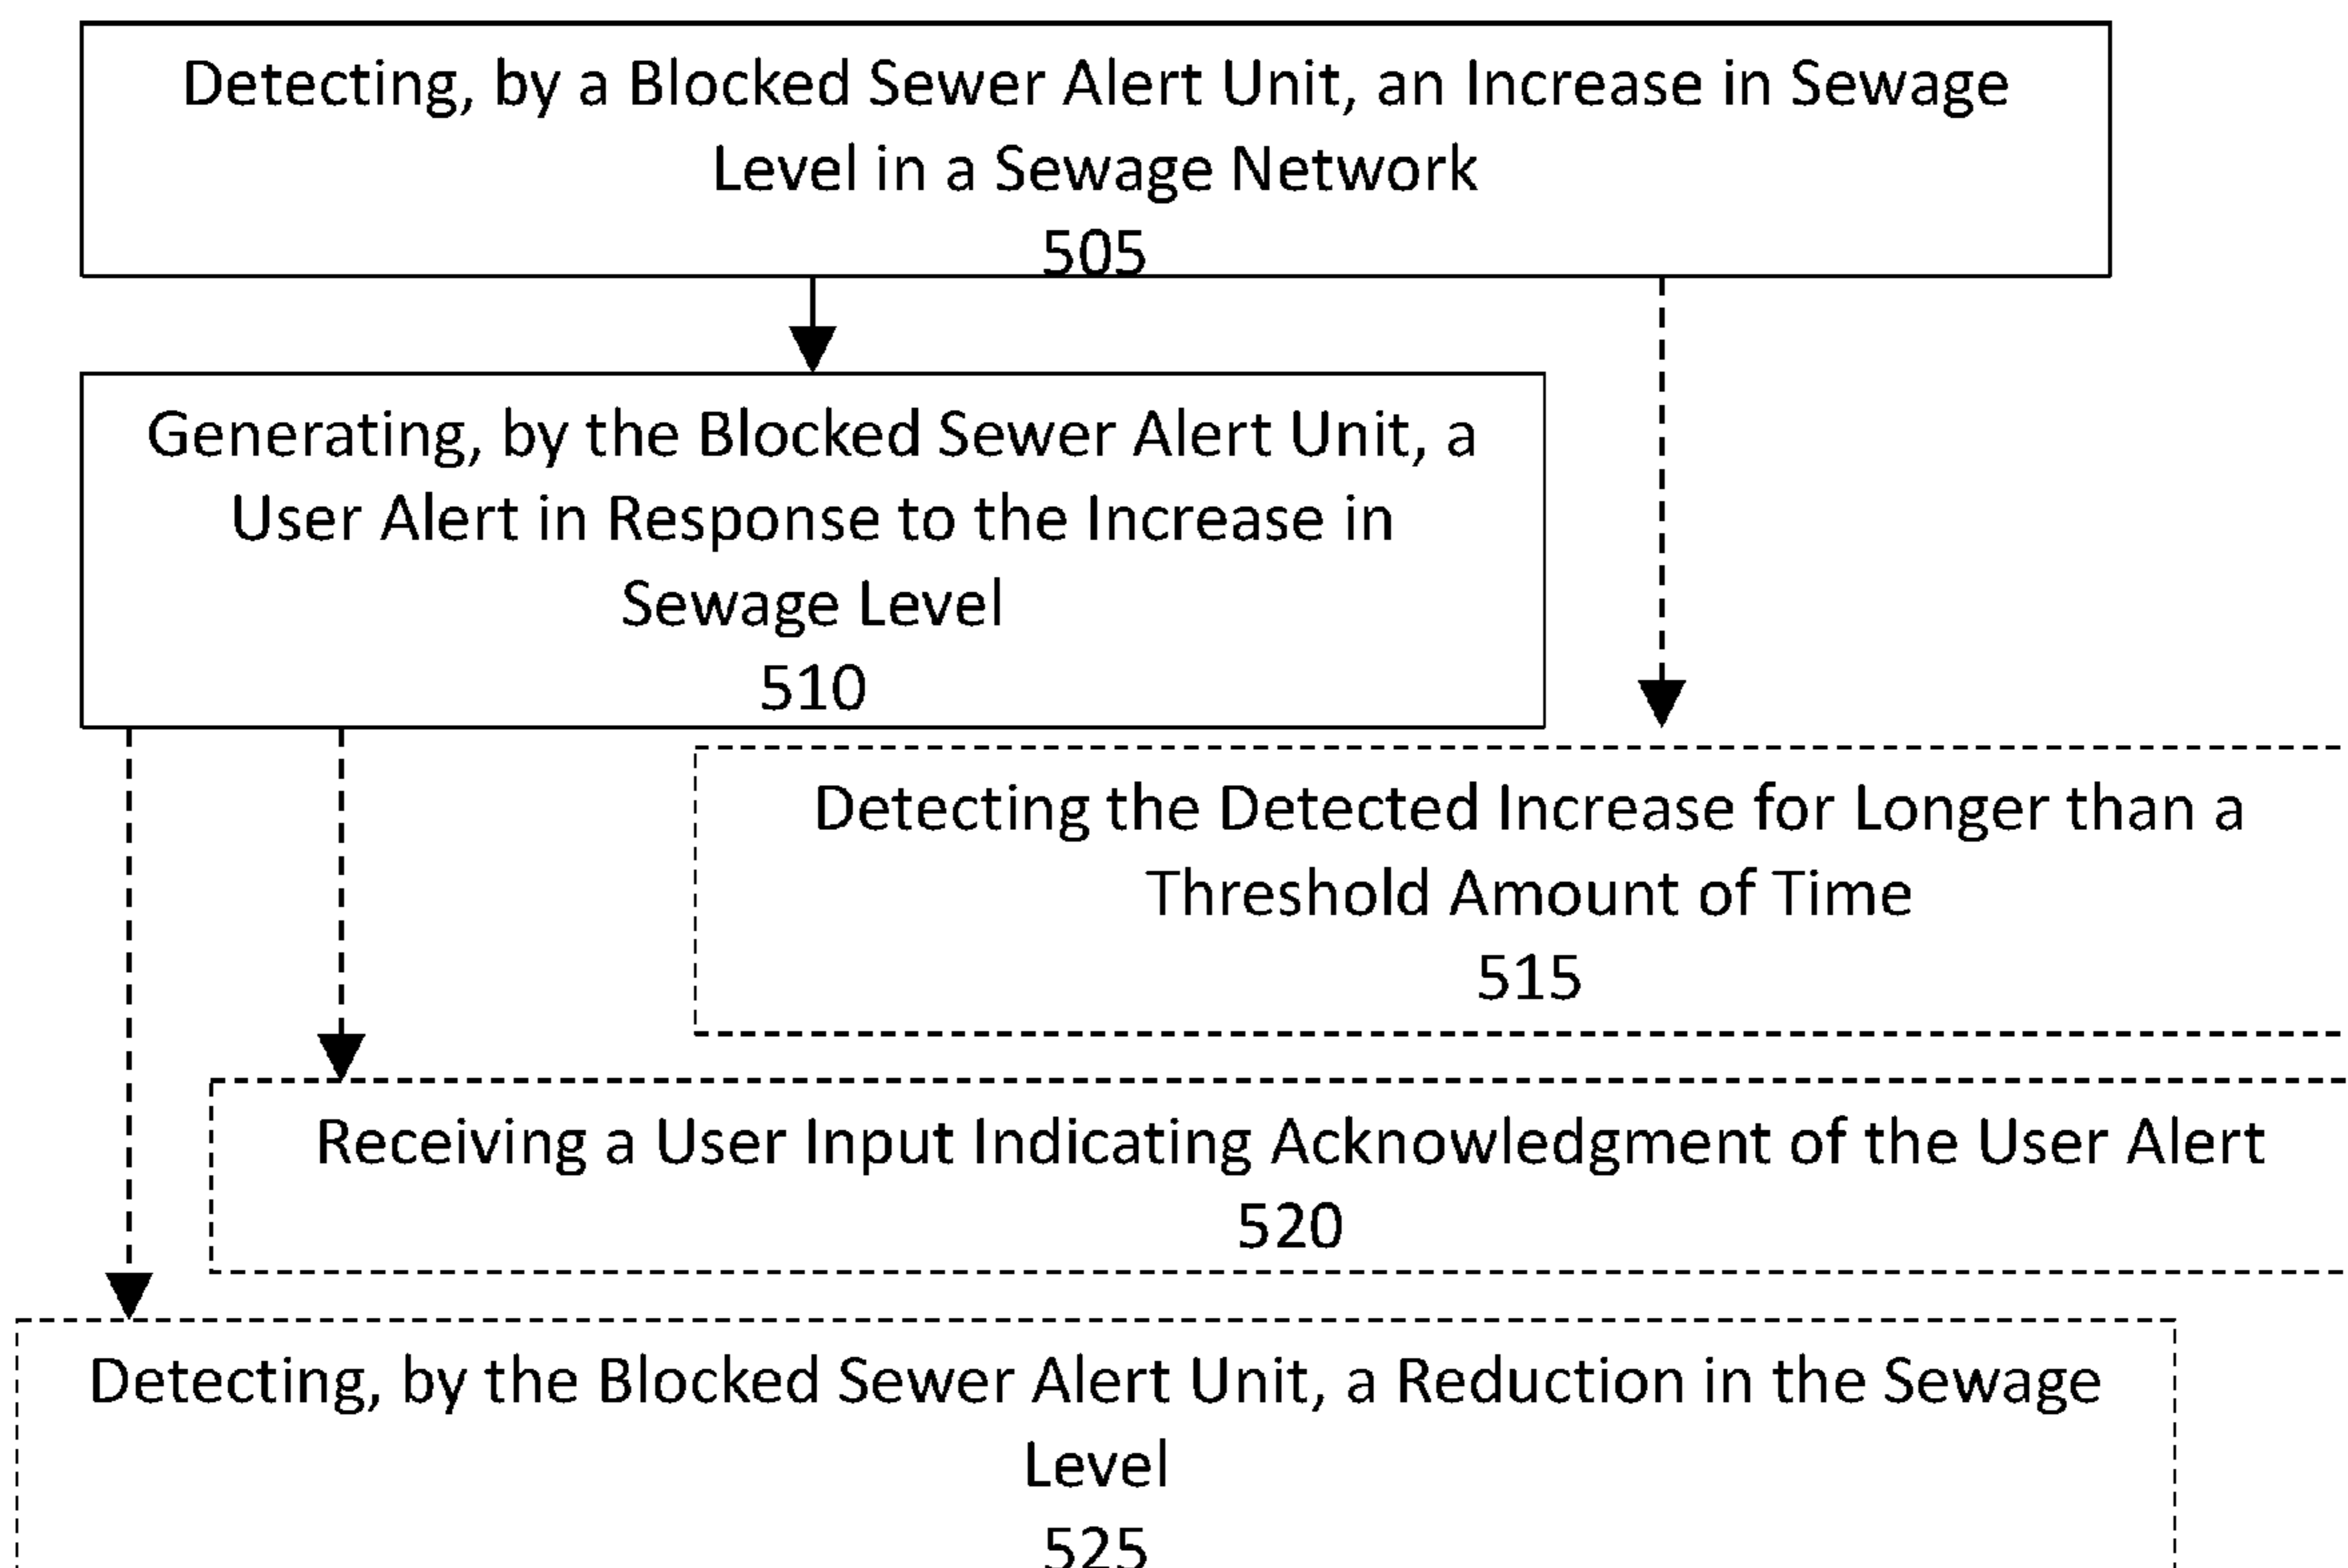 Detecting, by a Blocked Sewer Alert Unit, an Increase in Sewage
Level in a Sewage Network
505
Generating, by the Blocked Sewer Alert Unit, a
User Alert in Response to the Increase in
Sewage Level
510
Detecting the Detected Increase for Longer than a
Threshold Amount of Time
515
Receiving a User Input Indicating Acknowledgment of the User Alert
520
Detecting, by the Blocked Sewer Alert Unit, a Reduction in the Sewage
Level
525